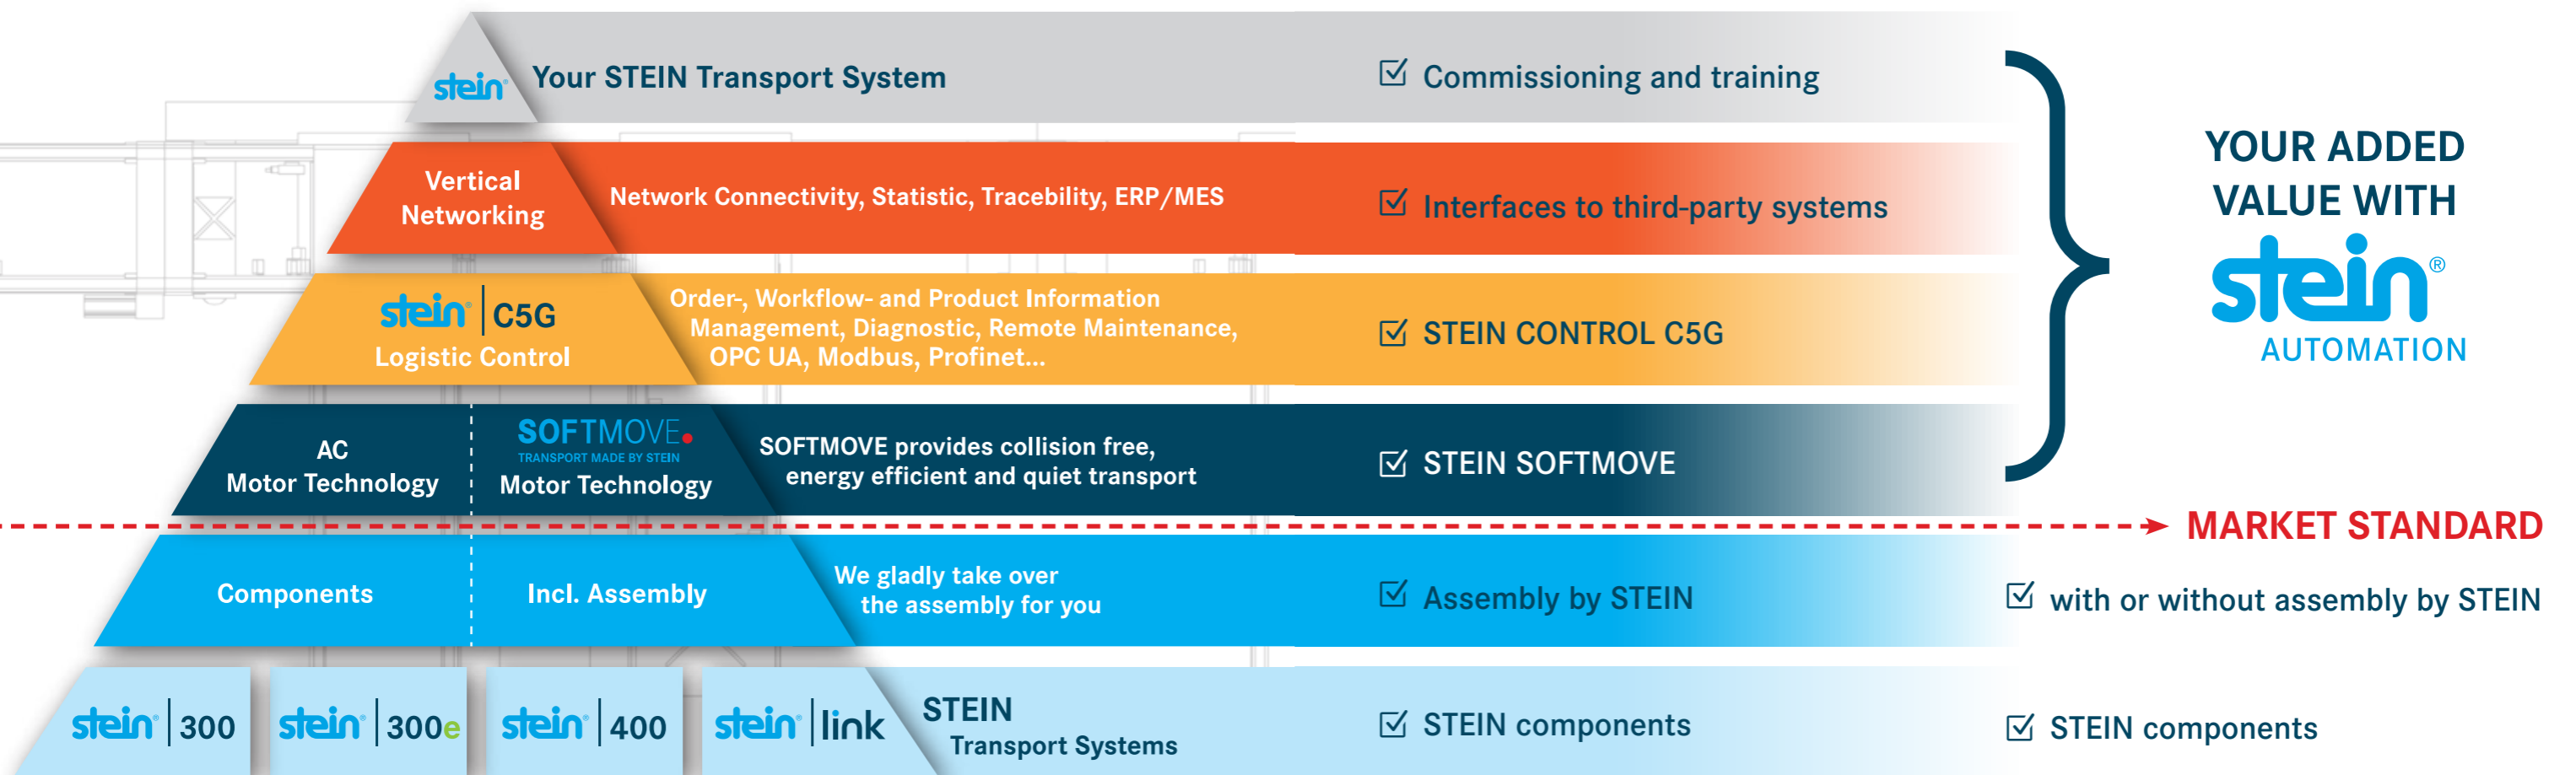 stein® Your STEIN Transport System
Commissioning and training
Vertical
Networking
Network Connectivity, Statistic, Tracebility, ERP/MES
Interfaces to third-party systems
stein® | C5G
Logistic Control
Order-, Workflow- and Product Information
Management, Diagnostic, Remote Maintenance,
OPC UA, Modbus, Profinet...
STEIN CONTROL C5G
AC
Motor Technology
SOFTMOVE.
TRANSPORT MADE BY STEIN
Motor Technology
SOFTMOVE provides collision free,
energy efficient and quiet transport
STEIN SOFTMOVE
YOUR ADDED
VALUE WITH
stein®
AUTOMATION
MARKET STANDARD
Components
Incl. Assembly
We gladly take over
the assembly for you
Assembly by STEIN
with or without assembly by STEIN
stein® | 300
stein® | 300e
stein® | 400
stein® | link
STEIN
Transport Systems
STEIN components
STEIN components